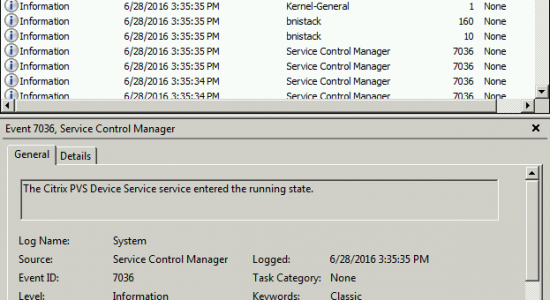 Information 6/28/2016 3:35:35 PM Kernel-General 1 None
Information 6/28/2016 3:35:35 PM bnistack 160 None
Information 6/28/2016 3:35:35 PM bnistack 10 None
Information 6/28/2016 3:35:35 PM Service Control Manager 7036 None
Information 6/28/2016 3:35:35 PM Service Control Manager 7036 None
Information 6/28/2016 3:35:34 PM Service Control Manager 7036 None
Information 6/28/2016 3:35:34 PM Service Control Manager 7036 None
Event 7036, Service Control Manager
General Details
The Citrix PVS Device Service service entered the running state.
Log Name: System
Source: Service Control Manager Logged: 6/28/2016 3:35:35 PM
Event ID: 7036 Task Category: None
Level: Information Keywords: Classic